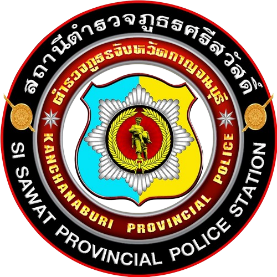 สถานีตำรวจภูธรศรีสวัสดิ์
ตำรวจภูธรจังหวัดกาญจนบุรี
KANCHANABURI PROVINCIAL POLICE
SI SAWAT PROVINCIAL POLICE STATION